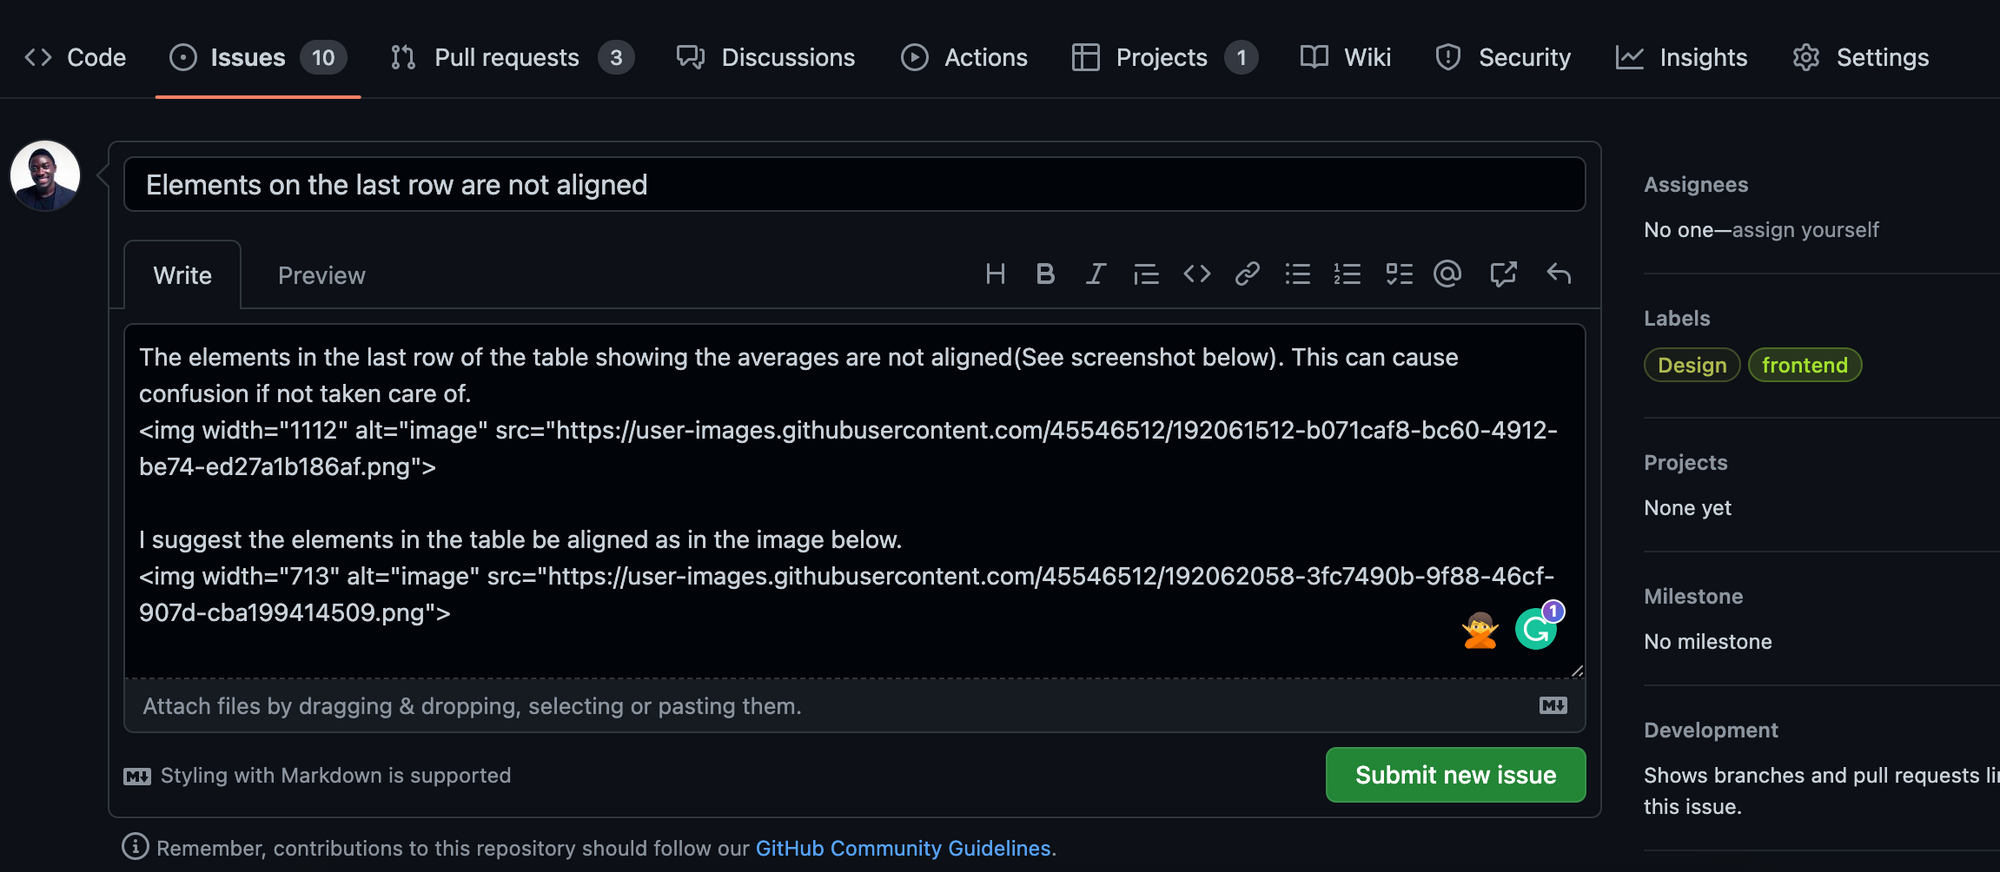 Code Issues 10 Pull requests 3 Discussions Actions Projects 1 Wiki Security Insights Settings
Elements on the last row are not aligned
Write Preview
The elements in the last row of the table showing the averages are not aligned(See screenshot below). This can cause
confusion if not taken care of.
<img width="1112" alt="image" src="https://user-images.githubusercontent.com/45546512/192061512-b071caf8-bc60-4912-
be74-ed27a1b186af.png">
I suggest the elements in the table be aligned as in the image below.
<img width="713" alt="image" src="https://user-images.githubusercontent.com/45546512/192062058-3fc7490b-9f88-46cf-
907d-cba199414509.png">
1
Attach files by dragging & dropping, selecting or pasting them.
Styling with Markdown is supported
Submit new issue
Remember, contributions to this repository should follow our GitHub Community Guidelines.
Assignees
No one—assign yourself
Labels
Design frontend
Projects
None yet
Milestone
No milestone
Development
Shows branches and pull requests li
this issue.